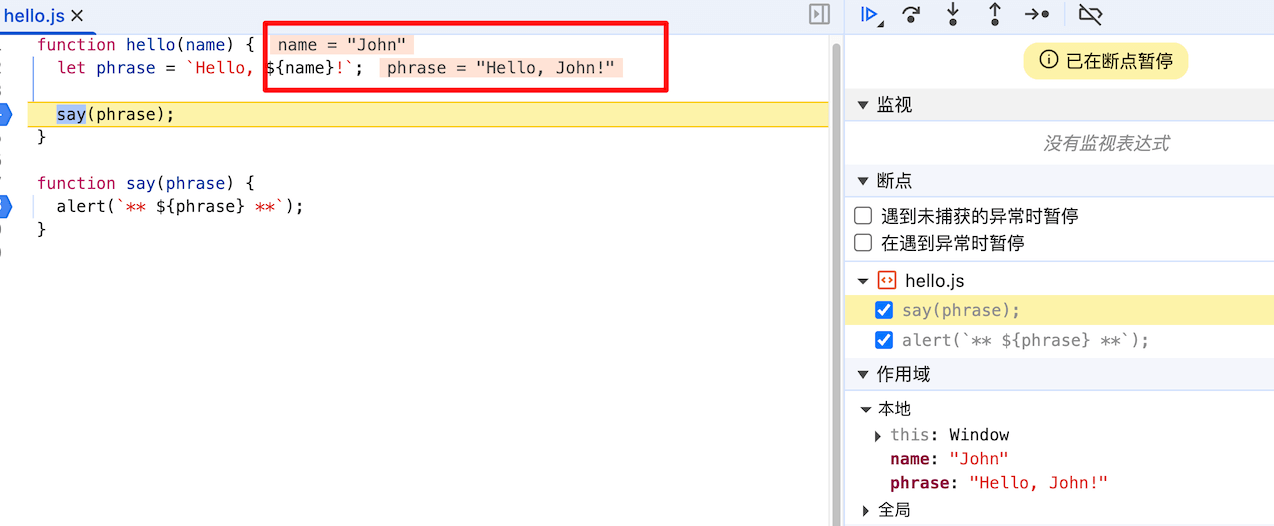 hello.js
function hello(name) { name = "John"
let phrase = `Hello, ${name}!`; phrase = "Hello, John!"
say(phrase);
}
function say(phrase) {
alert(`** ${phrase} **`);
}
已在断点暂停
监视
没有监视表达式
断点
遇到未捕获的异常时暂停
在遇到异常时暂停
hello.js
say(phrase);
alert(`** ${phrase} **`);
作用域
本地
this: Window
name: "John"
phrase: "Hello, John!"
全局